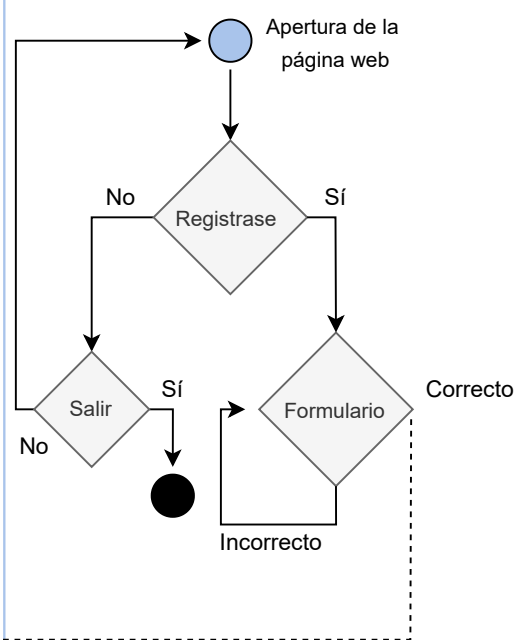 Apertura de la
página web
No
Sí
Registrase
Salir
Sí
No
Formulario
Correcto
Incorrecto